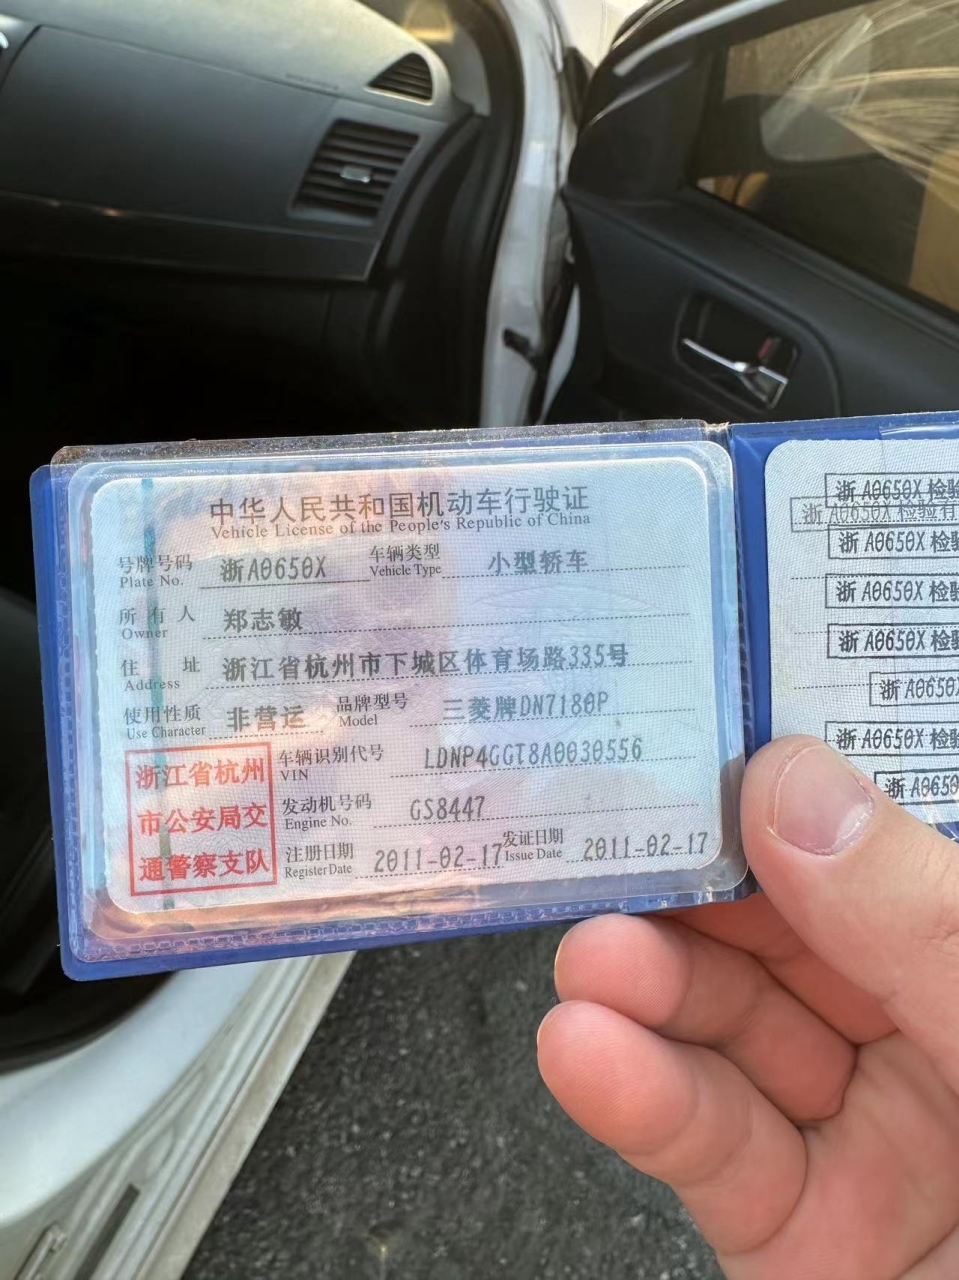 中华人民共和国机动车行驶证
Vehicle License of the People's Republic of China
号牌号码 浙A0650X 车辆类型 小型轿车
Plate No. Vehicle Type
所有人 郑志敏
Owner
住址 浙江省杭州市下城区体育场路335号
Address
使用性质 非营运 品牌型号 三菱牌DN7180P
Use Character Model
车辆识别代号 LDNP4GGT8A0030556
VIN
发动机号码 GS8447
Engine No.
注册日期 2011-02-17 发证日期 2011-02-17
Register Date Issue Date
浙江省杭州
市公安局交
通警察支队
浙A0650X检验
浙A0650X检验有
浙A0650X检验
浙A0650X检验
浙A0650X检验
浙A0650
浙A0650X检验
浙A0650